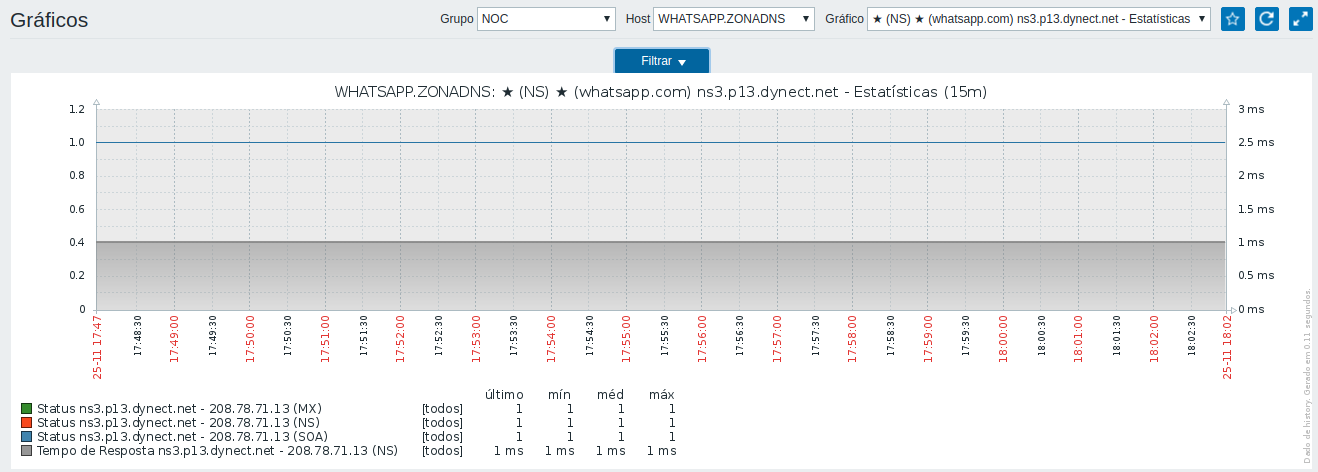 Gráficos
Grupo NOC Host WHATSAPP.ZONADNS Gráfico ★ (NS) ★ (whatsapp.com) ns3.p13.dynect.net - Estatísticas
Filtrar
WHATSAPP.ZONADNS: ★ (NS) ★ (whatsapp.com) ns3.p13.dynect.net - Estatísticas (15m)
1.2 3 ms
1.0 2.5 ms
0.8 2 ms
0.6 1.5 ms
0.4 1 ms
0.2 0.5 ms
0 0 ms
25-11 17:47 17:48:30 17:49:00 17:49:30 17:50:00 17:50:30 17:51:00 17:51:30 17:52:00 17:52:30 17:53:00 17:53:30 17:54:00 17:54:30 17:55:00 17:55:30 17:56:00 17:56:30 17:57:00 17:57:30 17:58:00 17:58:30 17:59:00 17:59:30 18:00:00 18:00:30 18:01:00 18:01:30 18:02:00 18:02:30 25-11 18:02
último mín méd máx
Status ns3.p13.dynect.net - 208.78.71.13 (MX) [todos] 1 1 1 1
Status ns3.p13.dynect.net - 208.78.71.13 (NS) [todos] 1 1 1 1
Status ns3.p13.dynect.net - 208.78.71.13 (SOA) [todos] 1 1 1 1
Tempo de Resposta ns3.p13.dynect.net - 208.78.71.13 (NS) [todos] 1 ms 1 ms 1 ms 1 ms
Dado de history. Gerado em 0.11 segundos.